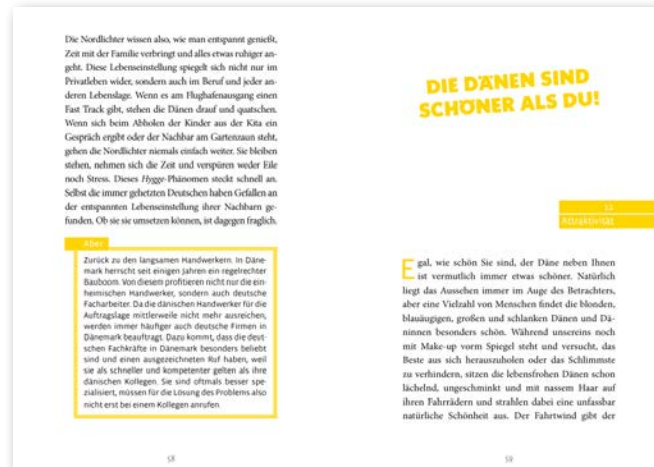 Die Nordlichter wissen also, wie man entspannt genießt,
Zeit mit der Familie verbringt und alles etwas ruhiger an-
geht. Diese Lebenseinstellung spiegelt sich nicht nur im
Privatleben wider, sondern auch im Beruf und jeder an-
deren Lebenslage. Wenn es am Flughafenausgang einen
Fast Track gibt, stehen die Dänen drauf und quatschen.
Wenn sich beim Abholen der Kinder aus der Kita ein
Gespräch ergibt oder der Nachbar am Gartenzaun steht,
gehen die Nordlichter niemals einfach weiter. Sie bleiben
stehen, nehmen sich die Zeit und verspüren weder Eile
noch Stress. Dieses Hygge-Phänomen steckt schnell an.
Selbst die immer gehetzten Deutschen haben Gefallen an
der entspannten Lebenseinstellung ihrer Nachbarn ge-
funden. Ob sie sie umsetzen können, ist dagegen fraglich.
Aber
Zurück zu den langsamen Handwerkern. In Däne-
mark herrscht seit einigen Jahren ein regelrechter
Bauboom. Von diesem profitieren nicht nur die ein-
heimischen Handwerker, sondern auch deutsche
Facharbeiter. Da die dänischen Handwerker für die
Auftragslage mittlerweile nicht mehr ausreichen,
werden immer häufiger auch deutsche Firmen in
Dänemark beauftragt. Dazu kommt, dass die deut-
schen Fachkräfte in Dänemark besonders beliebt
sind und einen ausgezeichneten Ruf haben, weil
sie als schneller und kompetenter gelten als ihre
dänischen Kollegen. Sie sind oftmals besser spe-
zialisiert, müssen für die Lösung des Problems also
nicht erst bei einem Kollegen anrufen.
58
DIE DÄNEN SIND
SCHÖNER ALS DU!
Attraktivität
Egal, wie schön Sie sind, der Däne neben Ihnen
ist vermutlich immer etwas schöner. Natürlich
liegt das Aussehen immer im Auge des Betrachters,
aber eine Vielzahl von Menschen findet die blonden,
blauäugigen, großen und schlanken Dänen und Dä-
ninnen besonders schön. Während unsereins noch
mit Make-up vorm Spiegel steht und versucht, das
Beste aus sich herauszuholen oder das Schlimmste
zu verhindern, sitzen die lebensfrohen Dänen schon
lächelnd, ungeschminkt und mit nassem Haar auf
ihren Fahrrädern und strahlen dabei eine unfassbar
natürliche Schönheit aus. Der Fahrtwind gibt der
59